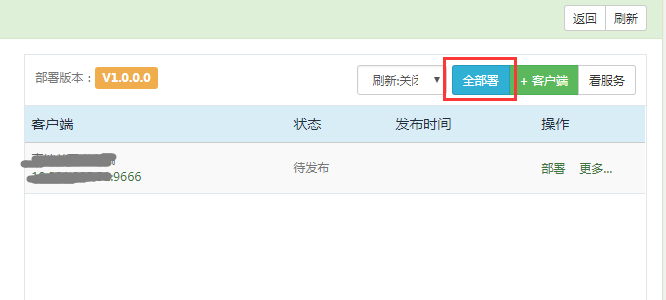 返回 刷新
部署版本： V1.0.0.0 刷新:关闭 全部署 + 客户端 看服务
客户端 状态 发布时间 操作
待发布 部署 更多...
:9666